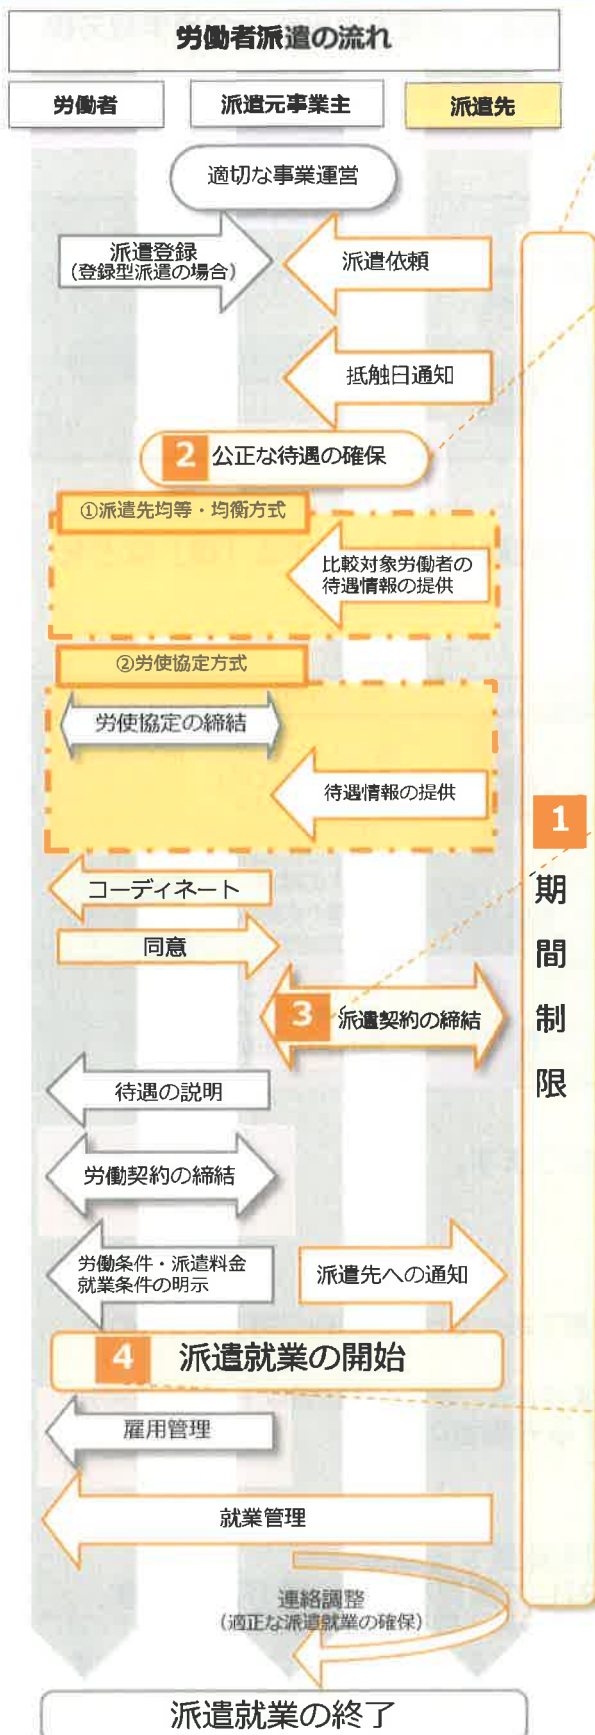 労働者派遣の流れ
労働者
派遣元事業主
派遣先
適切な事業運営
派遣登録
(登録型派遣の場合)
派遣依頼
抵触日通知
2 公正な待遇の確保
①派遣先均等・均衡方式
比較対象労働者の
待遇情報の提供
②労使協定方式
労使協定の締結
待遇情報の提供
1
期
間
制
限
コーディネート
同意
3 派遣契約の締結
待遇の説明
労働契約の締結
労働条件・派遣料金
就業条件の明示
派遣先への通知
4 派遣就業の開始
雇用管理
就業管理
連絡調整
(適正な派遣就業の確保)
派遣就業の終了